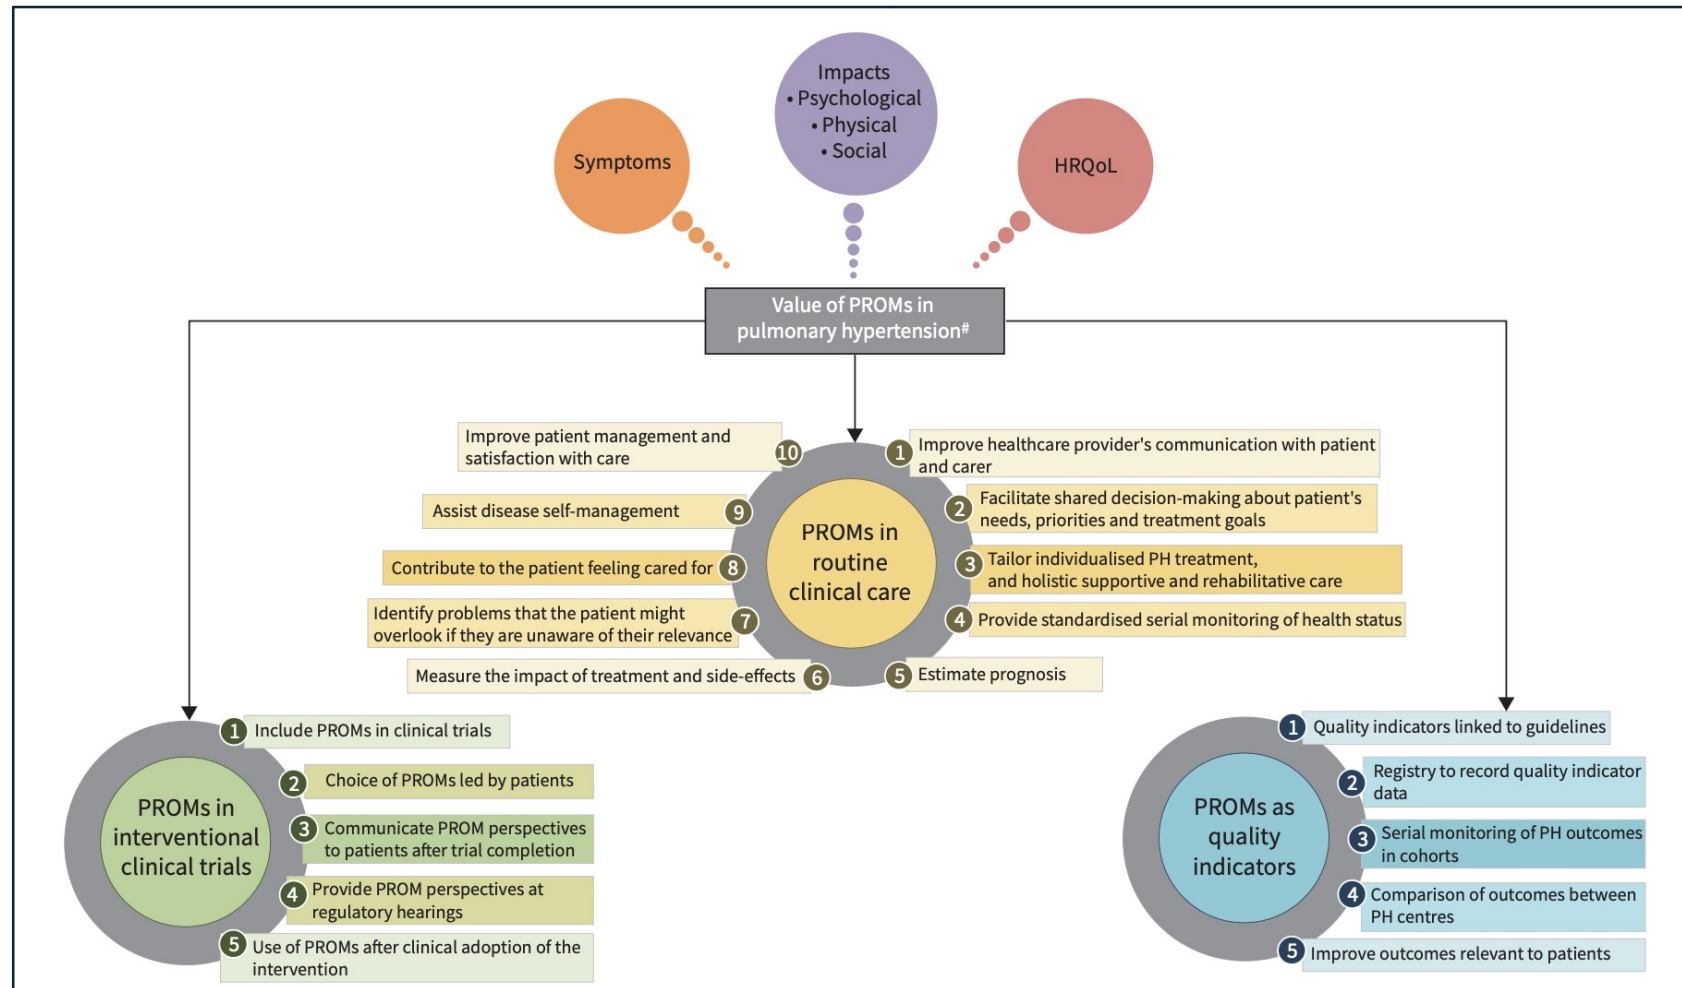 Impacts
• Psychological
• Physical
• Social
Symptoms
HRQoL
Value of PROMs in
pulmonary hypertension#
PROMs in
routine
clinical care
1 Improve healthcare provider's communication with patient
and carer
2 Facilitate shared decision-making about patient's
needs, priorities and treatment goals
3 Tailor individualised PH treatment,
and holistic supportive and rehabilitative care
4 Provide standardised serial monitoring of health status
5 Estimate prognosis
6 Measure the impact of treatment and side-effects
7 Identify problems that the patient might
overlook if they are unaware of their relevance
8 Contribute to the patient feeling cared for
9 Assist disease self-management
10 Improve patient management and
satisfaction with care
PROMs in
interventional
clinical trials
1 Include PROMs in clinical trials
2 Choice of PROMs led by patients
3 Communicate PROM perspectives
to patients after trial completion
4 Provide PROM perspectives at
regulatory hearings
5 Use of PROMs after clinical adoption of the
intervention
PROMs as
quality
indicators
1 Quality indicators linked to guidelines
2 Registry to record quality indicator
data
3 Serial monitoring of PH outcomes
in cohorts
4 Comparison of outcomes between
PH centres
5 Improve outcomes relevant to patients